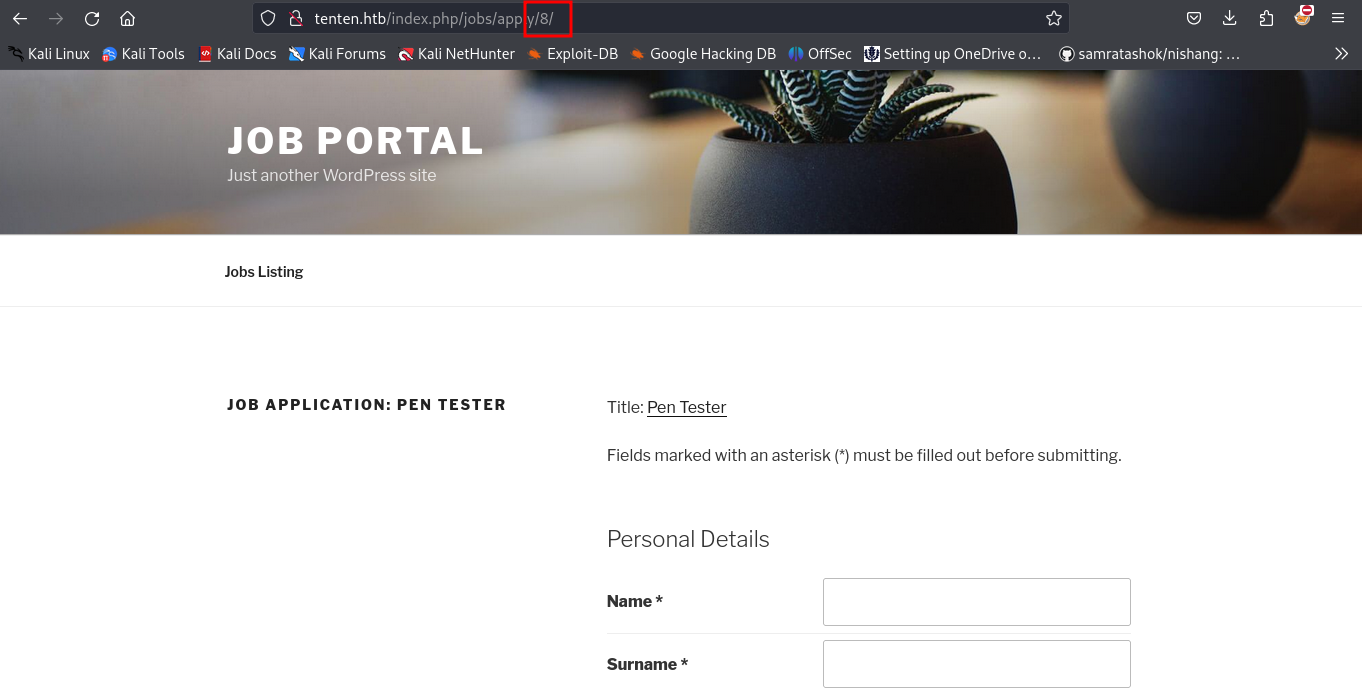 tenten.htb/index.php/jobs/apply/8/
Kali Linux Kali Tools Kali Docs Kali Forums Kali NetHunter Exploit-DB Google Hacking DB OffSec Setting up OneDrive o… samratashok/nishang: …
JOB PORTAL
Just another WordPress site
Jobs Listing
JOB APPLICATION: PEN TESTER
Title: Pen Tester
Fields marked with an asterisk (*) must be filled out before submitting.
Personal Details
Name *
Surname *